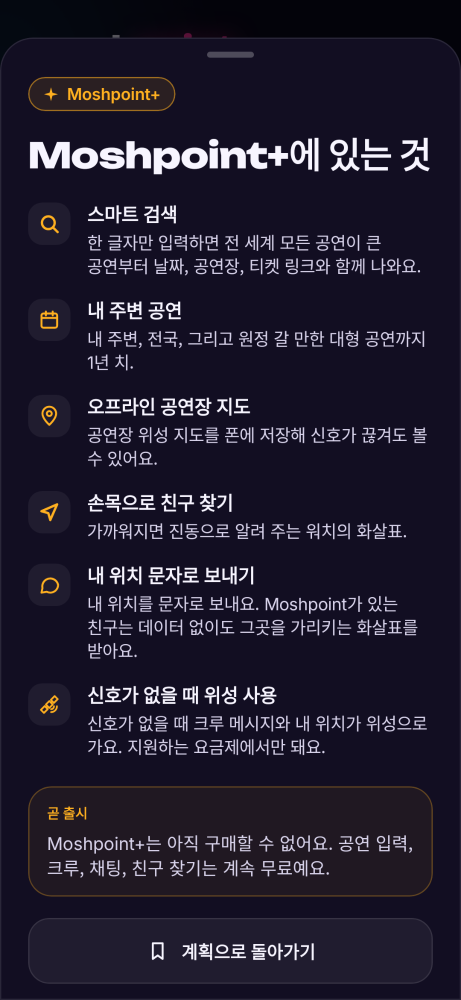 Moshpoint+
Moshpoint+에 있는 것
스마트 검색
한 글자만 입력하면 전 세계 모든 공연이 큰
공연부터 날짜, 공연장, 티켓 링크와 함께 나와요.
내 주변 공연
내 주변, 전국, 그리고 원정 갈 만한 대형 공연까지
1년 치.
오프라인 공연장 지도
공연장 위성 지도를 폰에 저장해 신호가 끊겨도 볼
수 있어요.
손목으로 친구 찾기
가까워지면 진동으로 알려 주는 워치의 화살표.
내 위치 문자로 보내기
내 위치를 문자로 보내요. Moshpoint가 있는
친구는 데이터 없이도 그곳을 가리키는 화살표를
받아요.
신호가 없을 때 위성 사용
신호가 없을 때 크루 메시지와 내 위치가 위성으로
가요. 지원하는 요금제에서만 돼요.
곧 출시
Moshpoint+는 아직 구매할 수 없어요. 공연 입력,
크루, 채팅, 친구 찾기는 계속 무료예요.
계획으로 돌아가기